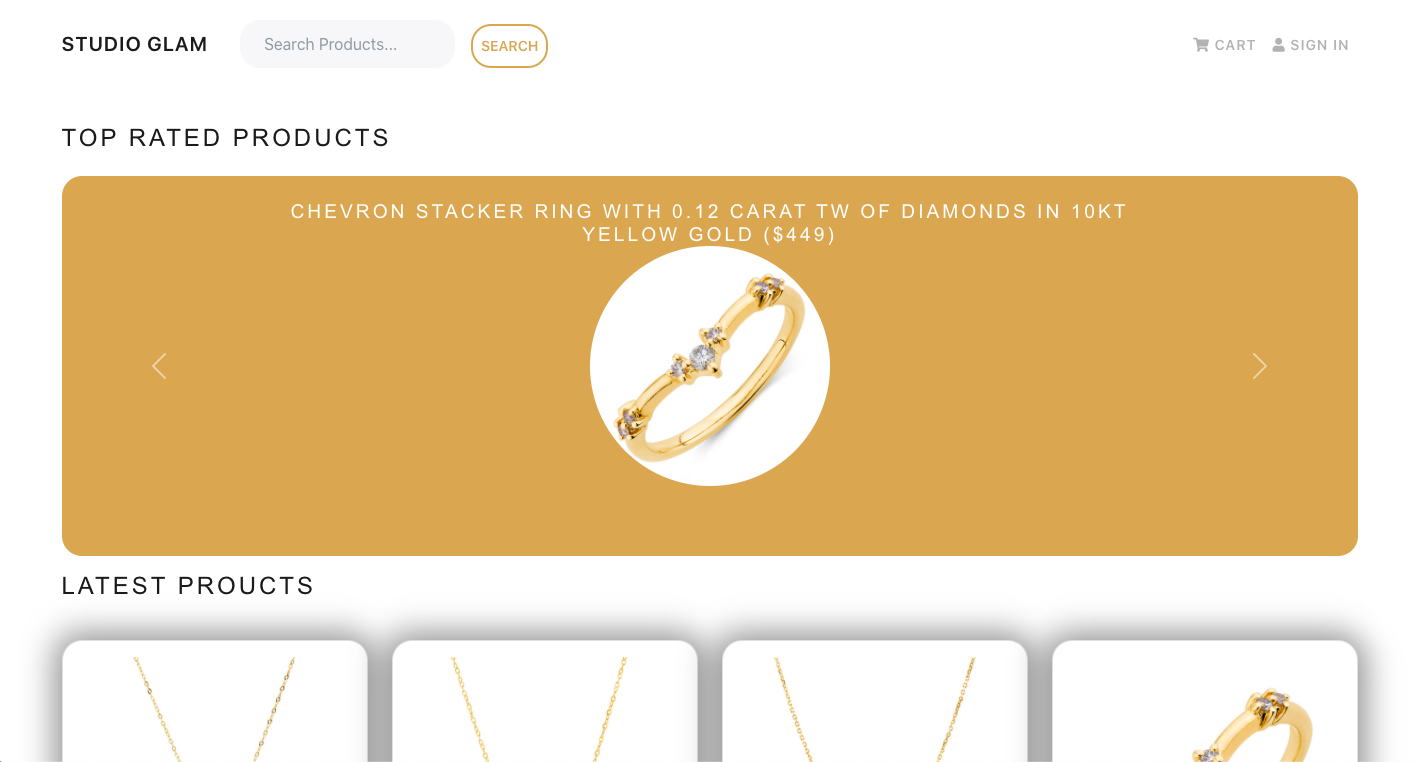 STUDIO GLAM
Search Products...
SEARCH
CART
SIGN IN
TOP RATED PRODUCTS
CHEVRON STACKER RING WITH 0.12 CARAT TW OF DIAMONDS IN 10KT
YELLOW GOLD ($449)
LATEST PROUCTS